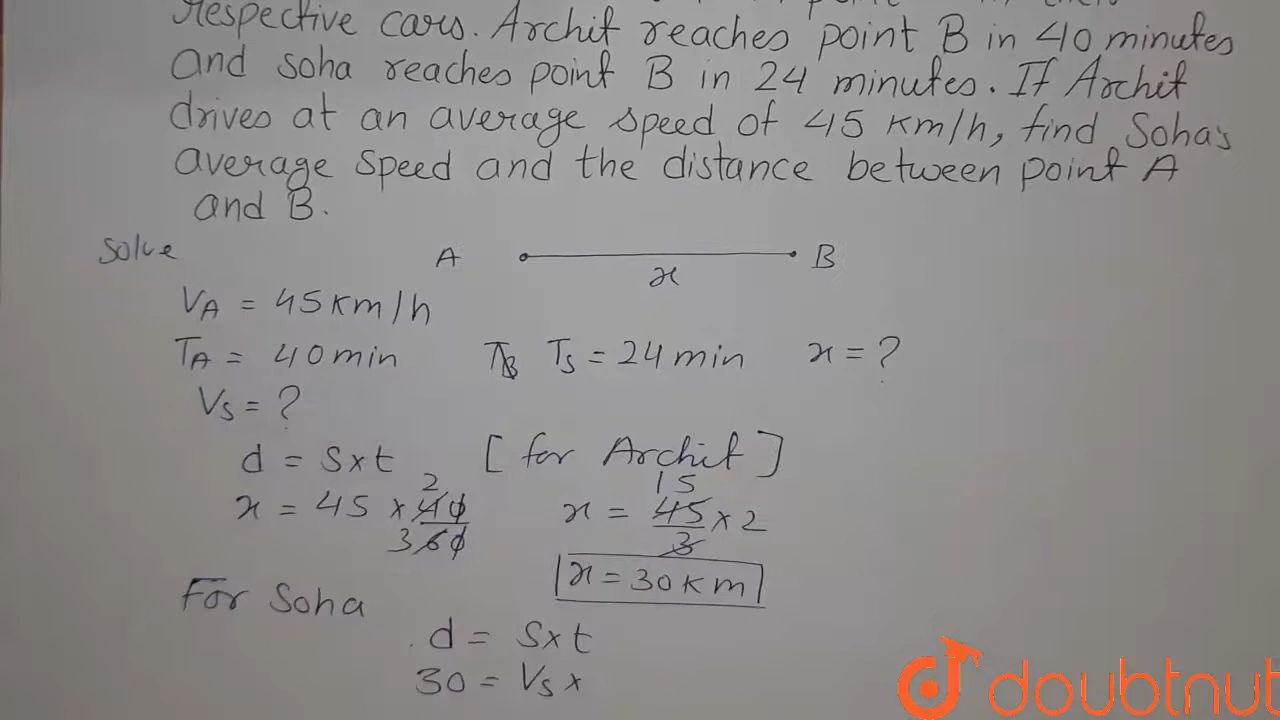 Respective cars. Archit reaches point B in 40 minutes
and soha reaches point B in 24 minutes. If Archit
drives at an average speed of 45 km/h, find Soha's
average speed and the distance between point A
and B.
Solve A B
x
VA = 45 km/h
TA = 40 min TB TS = 24 min x = ?
VS = ?
d = s×t [for Archit]
2 15
x = 45 × 40 x = 45 × 2
3 60 3
x = 30 km
For Soha
d = s×t
30 = VS ×
doubtnut